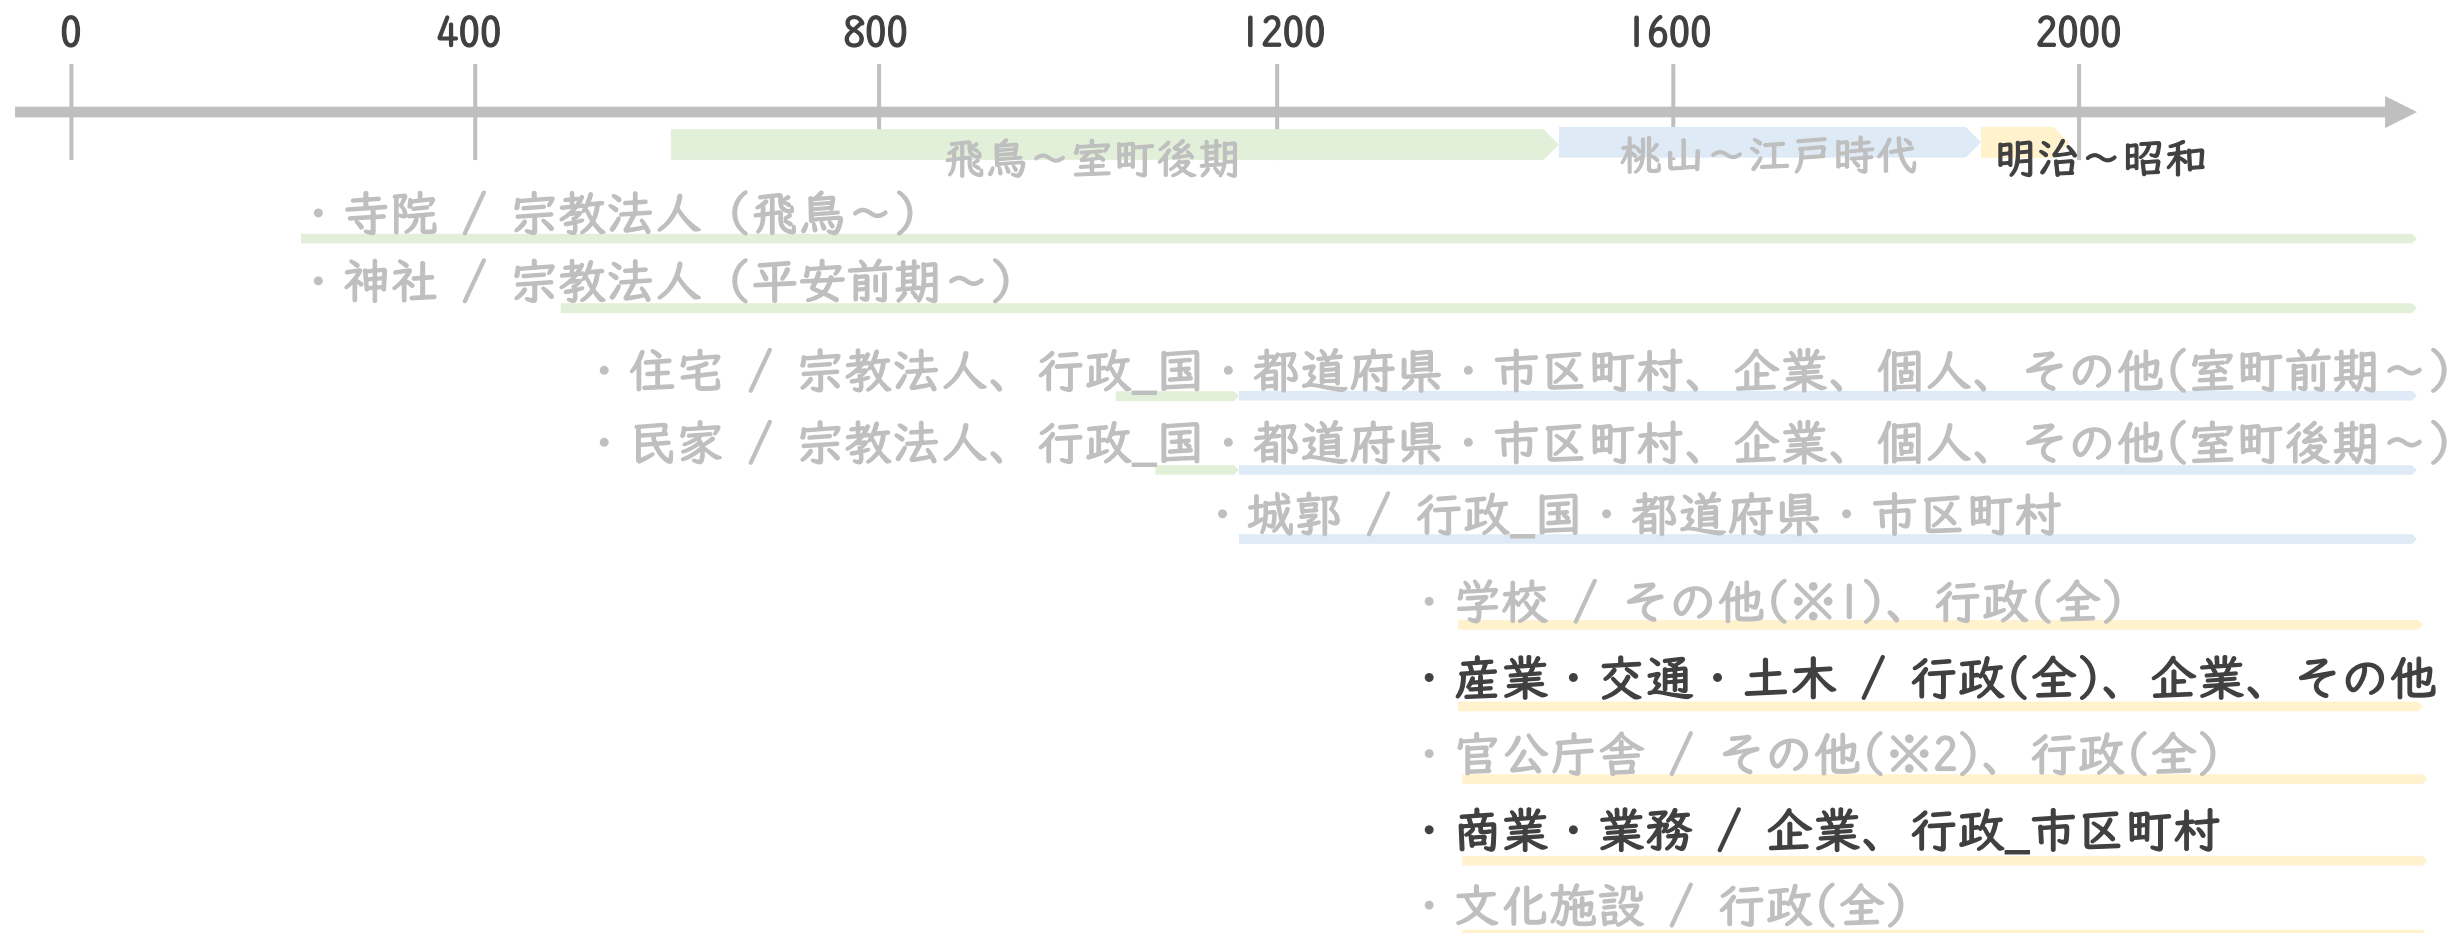 0 400 800 1200 1600 2000
飛鳥～室町後期 桃山～江戸時代 明治～昭和
・寺院 / 宗教法人（飛鳥～）
・神社 / 宗教法人（平安前期～）
・住宅 / 宗教法人、行政_国・都道府県・市区町村、企業、個人、その他(室町前期～)
・民家 / 宗教法人、行政_国・都道府県・市区町村、企業、個人、その他(室町後期～)
・城郭 / 行政_国・都道府県・市区町村
・学校 / その他(※1)、行政(全)
・産業・交通・土木 / 行政(全)、企業、その他
・官公庁舎 / その他(※2)、行政(全)
・商業・業務 / 企業、行政_市区町村
・文化施設 / 行政(全)